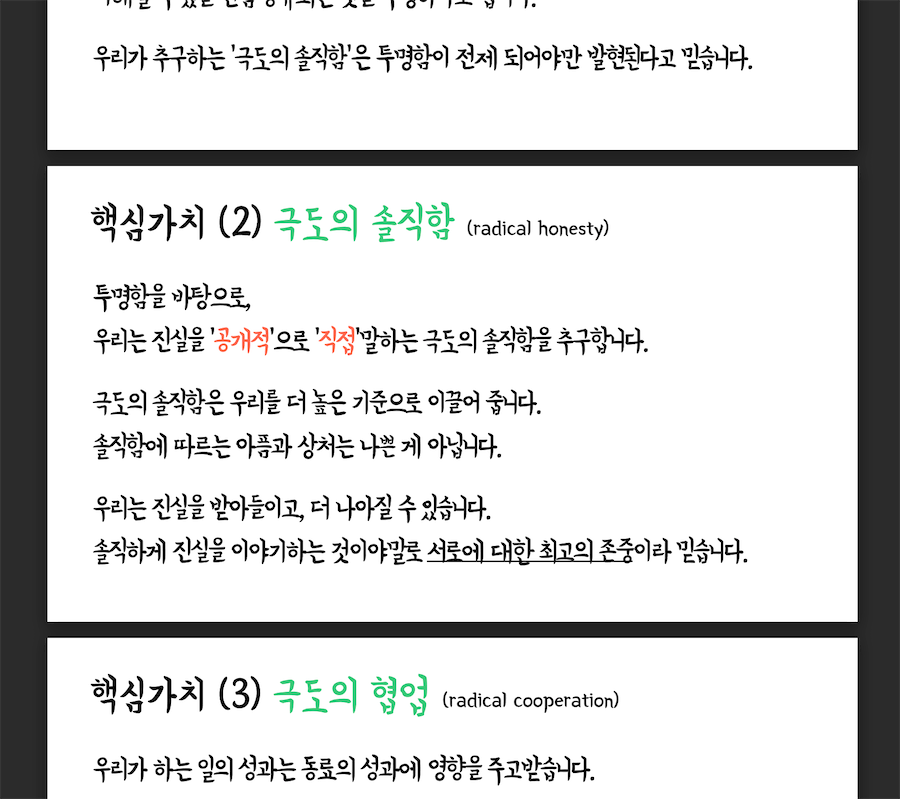 우리가 추구하는 '극도의 솔직함'은 투명함이 전제 되어야만 발현된다고 믿습니다.
핵심가치 (2) 극도의 솔직함 (radical honesty)
투명함을 바탕으로,
우리는 진실을 '공개적'으로 '직접'말하는 극도의 솔직함을 추구합니다.
극도의 솔직함은 우리를 더 높은 기준으로 이끌어 줍니다.
솔직함에 따르는 아픔과 상처는 나쁜 게 아닙니다.
우리는 진실을 받아들이고, 더 나아질 수 있습니다.
솔직하게 진실을 이야기하는 것이야말로 서로에 대한 최고의 존중이라 믿습니다.
핵심가치 (3) 극도의 협업 (radical cooperation)
우리가 하는 일의 성과는 동료의 성과에 영향을 주고받습니다.